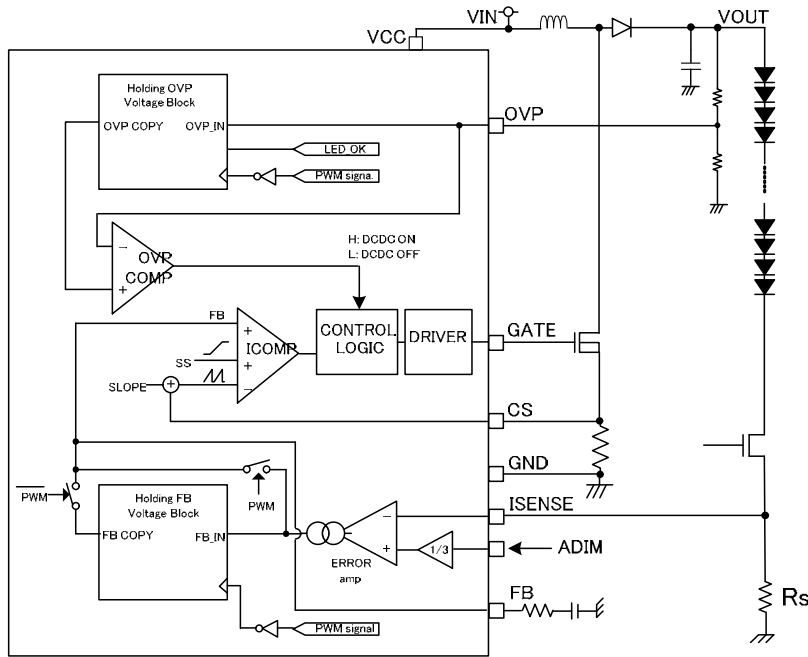 VIN
VOUT
VCC
Holding OVP
Voltage Block
OVP COPY
OVP_IN
OVP
LED_OK
PWM signa.
−
OVP
COMP
+
H: DCDC ON
L: DCDC OFF
FB
+
ICOMP
SS
+
−
SLOPE
+
CONTROL
LOGIC
DRIVER
GATE
CS
GND
PWM
Holding FB
Voltage Block
PWM
FB COPY
FB_IN
ERROR
amp
−
+
1/3
ISENSE
ADIM
FB
Rs
PWM signal